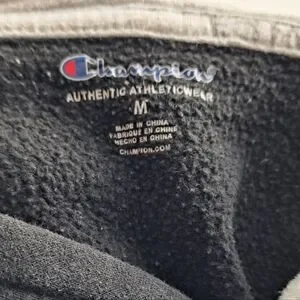 Champion
AUTHENTIC ATHLETICWEAR
M
MADE IN CHINA
FABRIQUÉ EN CHINE
HECHO EN CHINA
CHAMPION.COM